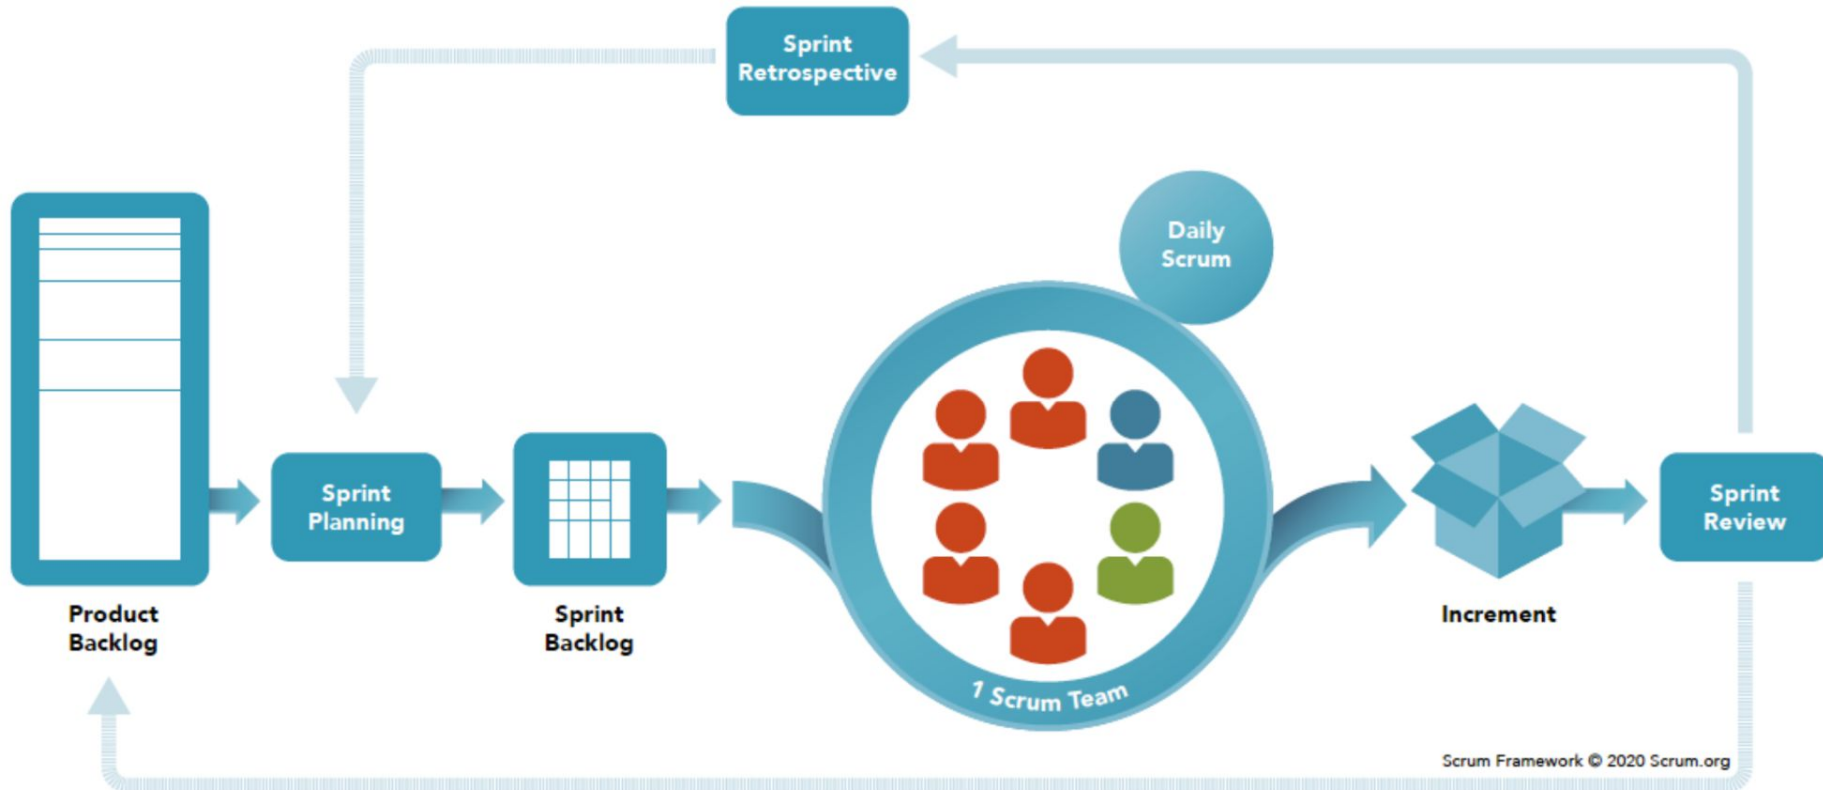 Sprint
Retrospective
Daily
Scrum
Sprint
Planning
Sprint
Review
Product
Backlog
Sprint
Backlog
Increment
1 Scrum Team
Scrum Framework © 2020 Scrum.org